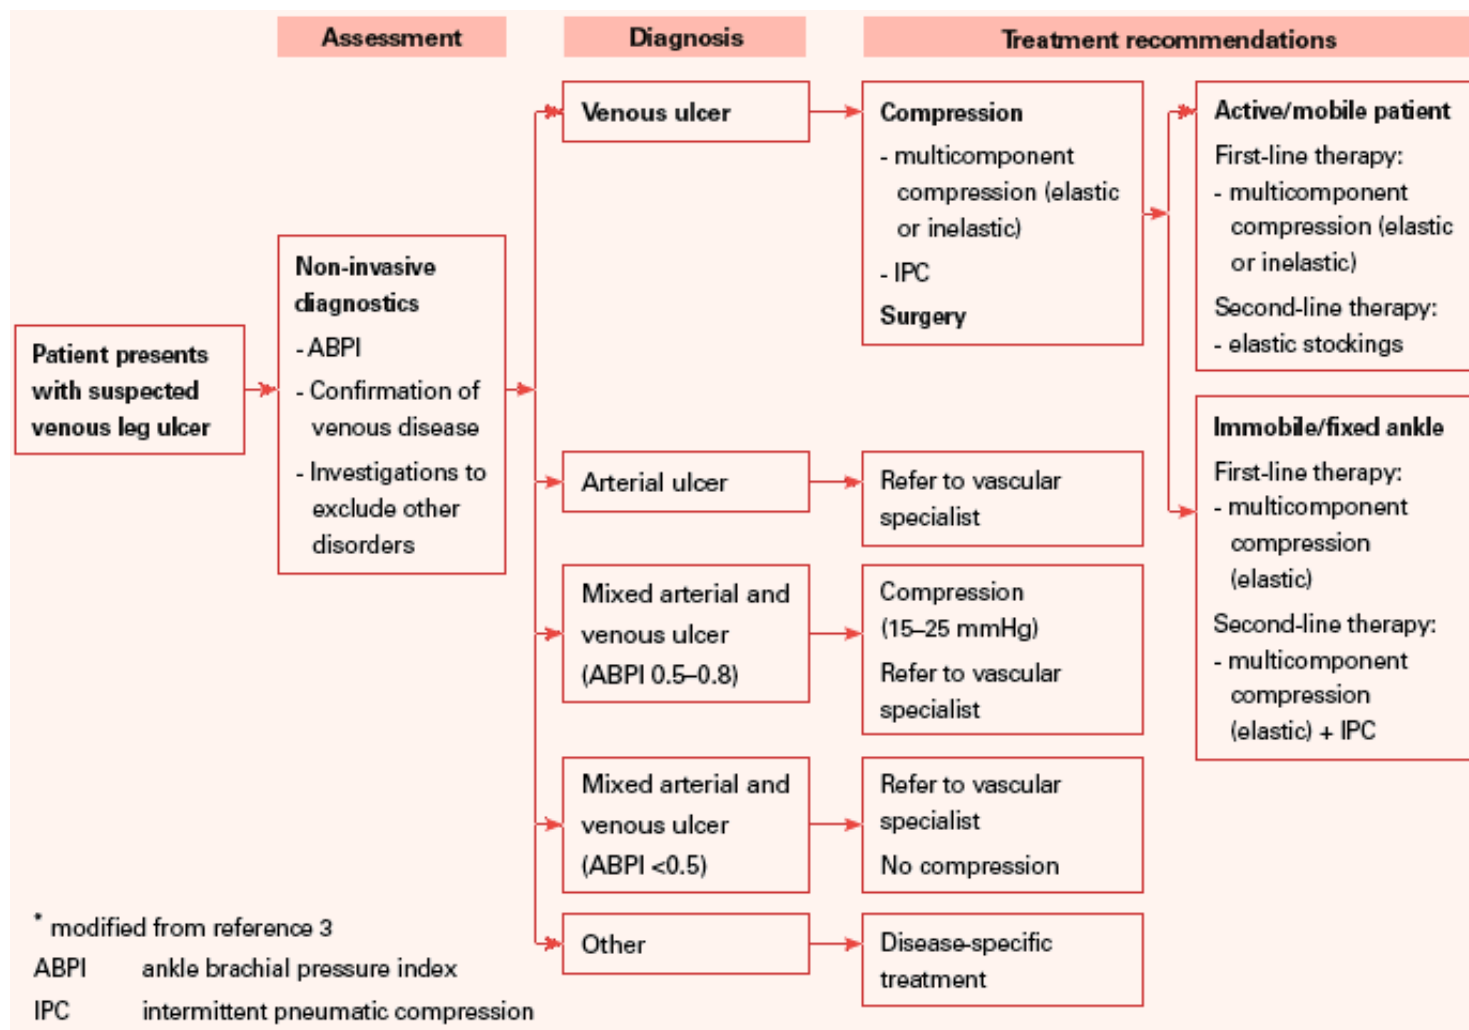 Assessment
Diagnosis
Treatment recommendations
Patient presents
with suspected
venous leg ulcer
Non-invasive
diagnostics
- ABPI
- Confirmation of
venous disease
- Investigations to
exclude other
disorders
Venous ulcer
Compression
- multicomponent
compression (elastic
or inelastic)
- IPC
Surgery
Active/mobile patient
First-line therapy:
- multicomponent
compression (elastic
or inelastic)
Second-line therapy:
- elastic stockings
Immobile/fixed ankle
First-line therapy:
- multicomponent
compression
(elastic)
Second-line therapy:
- multicomponent
compression
(elastic) + IPC
Arterial ulcer
Refer to vascular
specialist
Mixed arterial and
venous ulcer
(ABPI 0.5–0.8)
Compression
(15–25 mmHg)
Refer to vascular
specialist
Mixed arterial and
venous ulcer
(ABPI <0.5)
Refer to vascular
specialist
No compression
Other
Disease-specific
treatment
* modified from reference 3
ABPI ankle brachial pressure index
IPC intermittent pneumatic compression